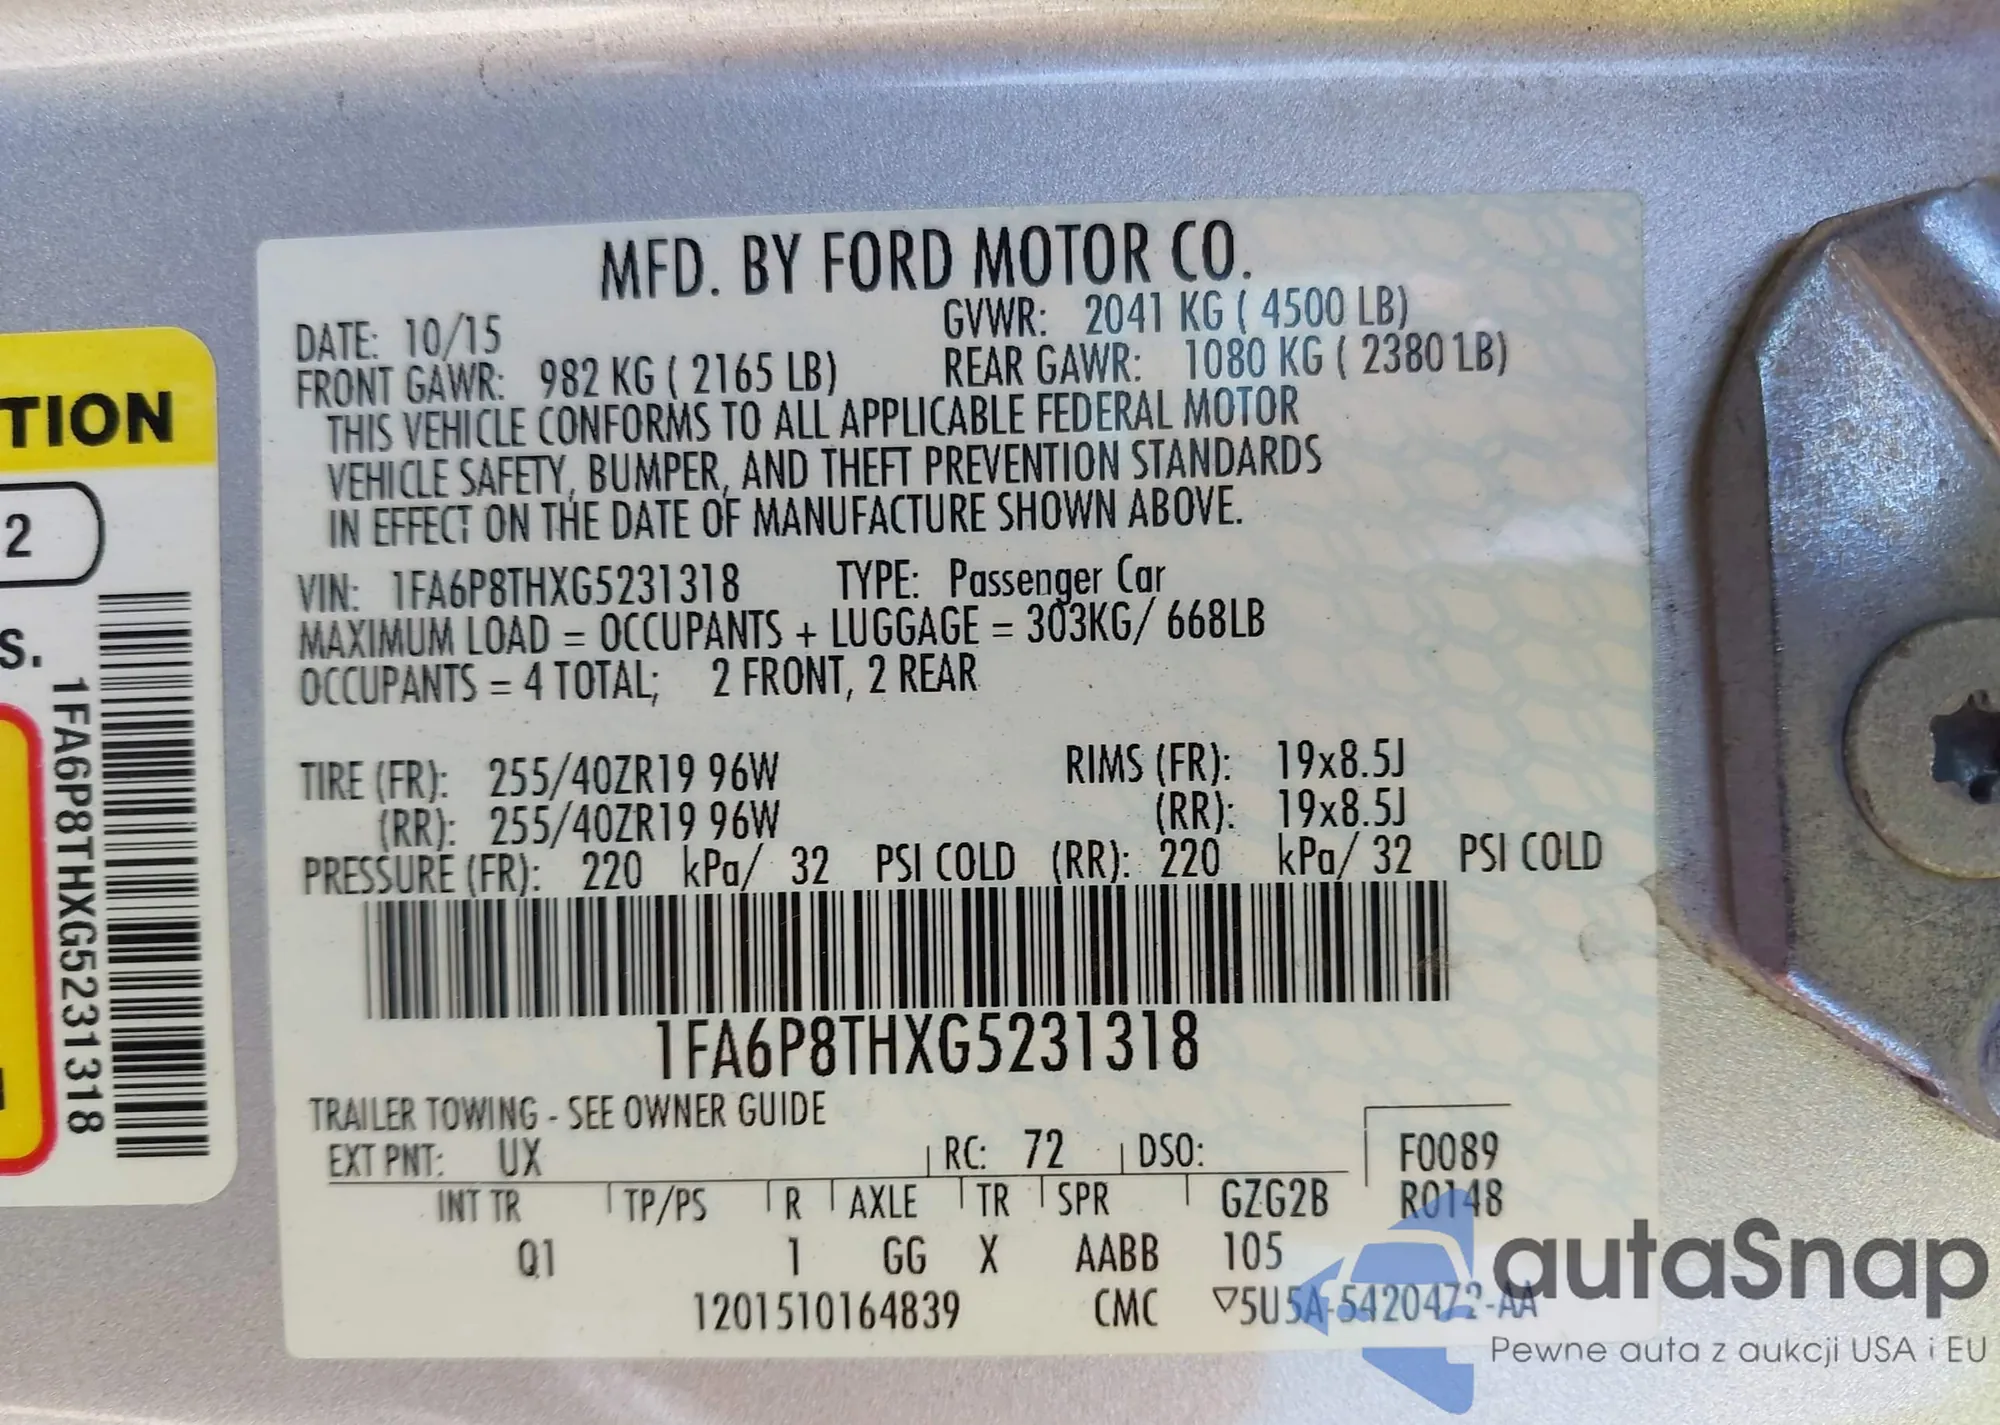 MFD. BY FORD MOTOR CO.
DATE: 10/15 GVWR: 2041 KG ( 4500 LB)
FRONT GAWR: 982 KG ( 2165 LB) REAR GAWR: 1080 KG ( 2380 LB)
THIS VEHICLE CONFORMS TO ALL APPLICABLE FEDERAL MOTOR
VEHICLE SAFETY, BUMPER, AND THEFT PREVENTION STANDARDS
IN EFFECT ON THE DATE OF MANUFACTURE SHOWN ABOVE.
VIN: 1FA6P8THXG5231318 TYPE: Passenger Car
MAXIMUM LOAD = OCCUPANTS + LUGGAGE = 303KG/ 668LB
OCCUPANTS = 4 TOTAL; 2 FRONT, 2 REAR
TIRE (FR): 255/40ZR19 96W RIMS (FR): 19x8.5J
(RR): 255/40ZR19 96W (RR): 19x8.5J
PRESSURE (FR): 220 kPa/ 32 PSI COLD (RR): 220 kPa/ 32 PSI COLD
1FA6P8THXG5231318
TRAILER TOWING - SEE OWNER GUIDE
EXT PNT: UX RC: 72 DSO: F0089
INT TR TP/PS R AXLE TR SPR GZG2B R0148
Q1 1 GG X AABB 105
1201510164839 CMC ▽5U5A-5420472-AA
TION
2
S.
1FA6P8THXG5231318
autaSnap
Pewne auta z aukcji USA i EU